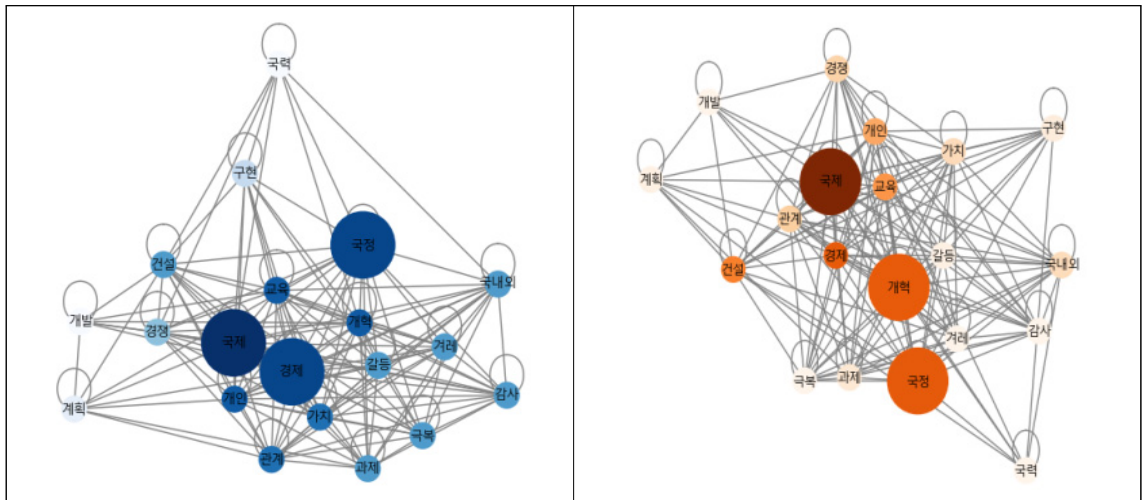 국력
구현
국정
건설
국내외
교육
개발
개혁
경쟁
국제
겨레
갈등
경제
감사
개인
계획
가치
극복
관계
과제
경쟁
개발
개인
구현
가치
국제
계획
교육
관계
갈등
경제
국내외
건설
개혁
감사
겨레
과제
극복
국정
국력